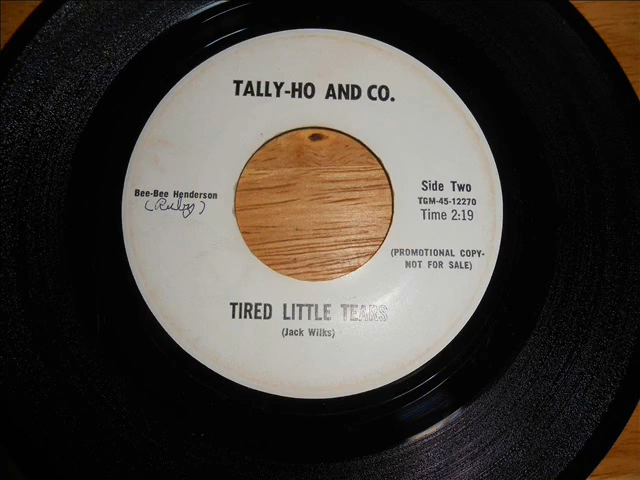 TALLY-HO AND CO.
Bee-Bee Henderson
(Ruby)
Side Two
TGM-45-12270
Time 2:19
(PROMOTIONAL COPY-
NOT FOR SALE)
TIRED LITTLE TEARS
(Jack Wilks)